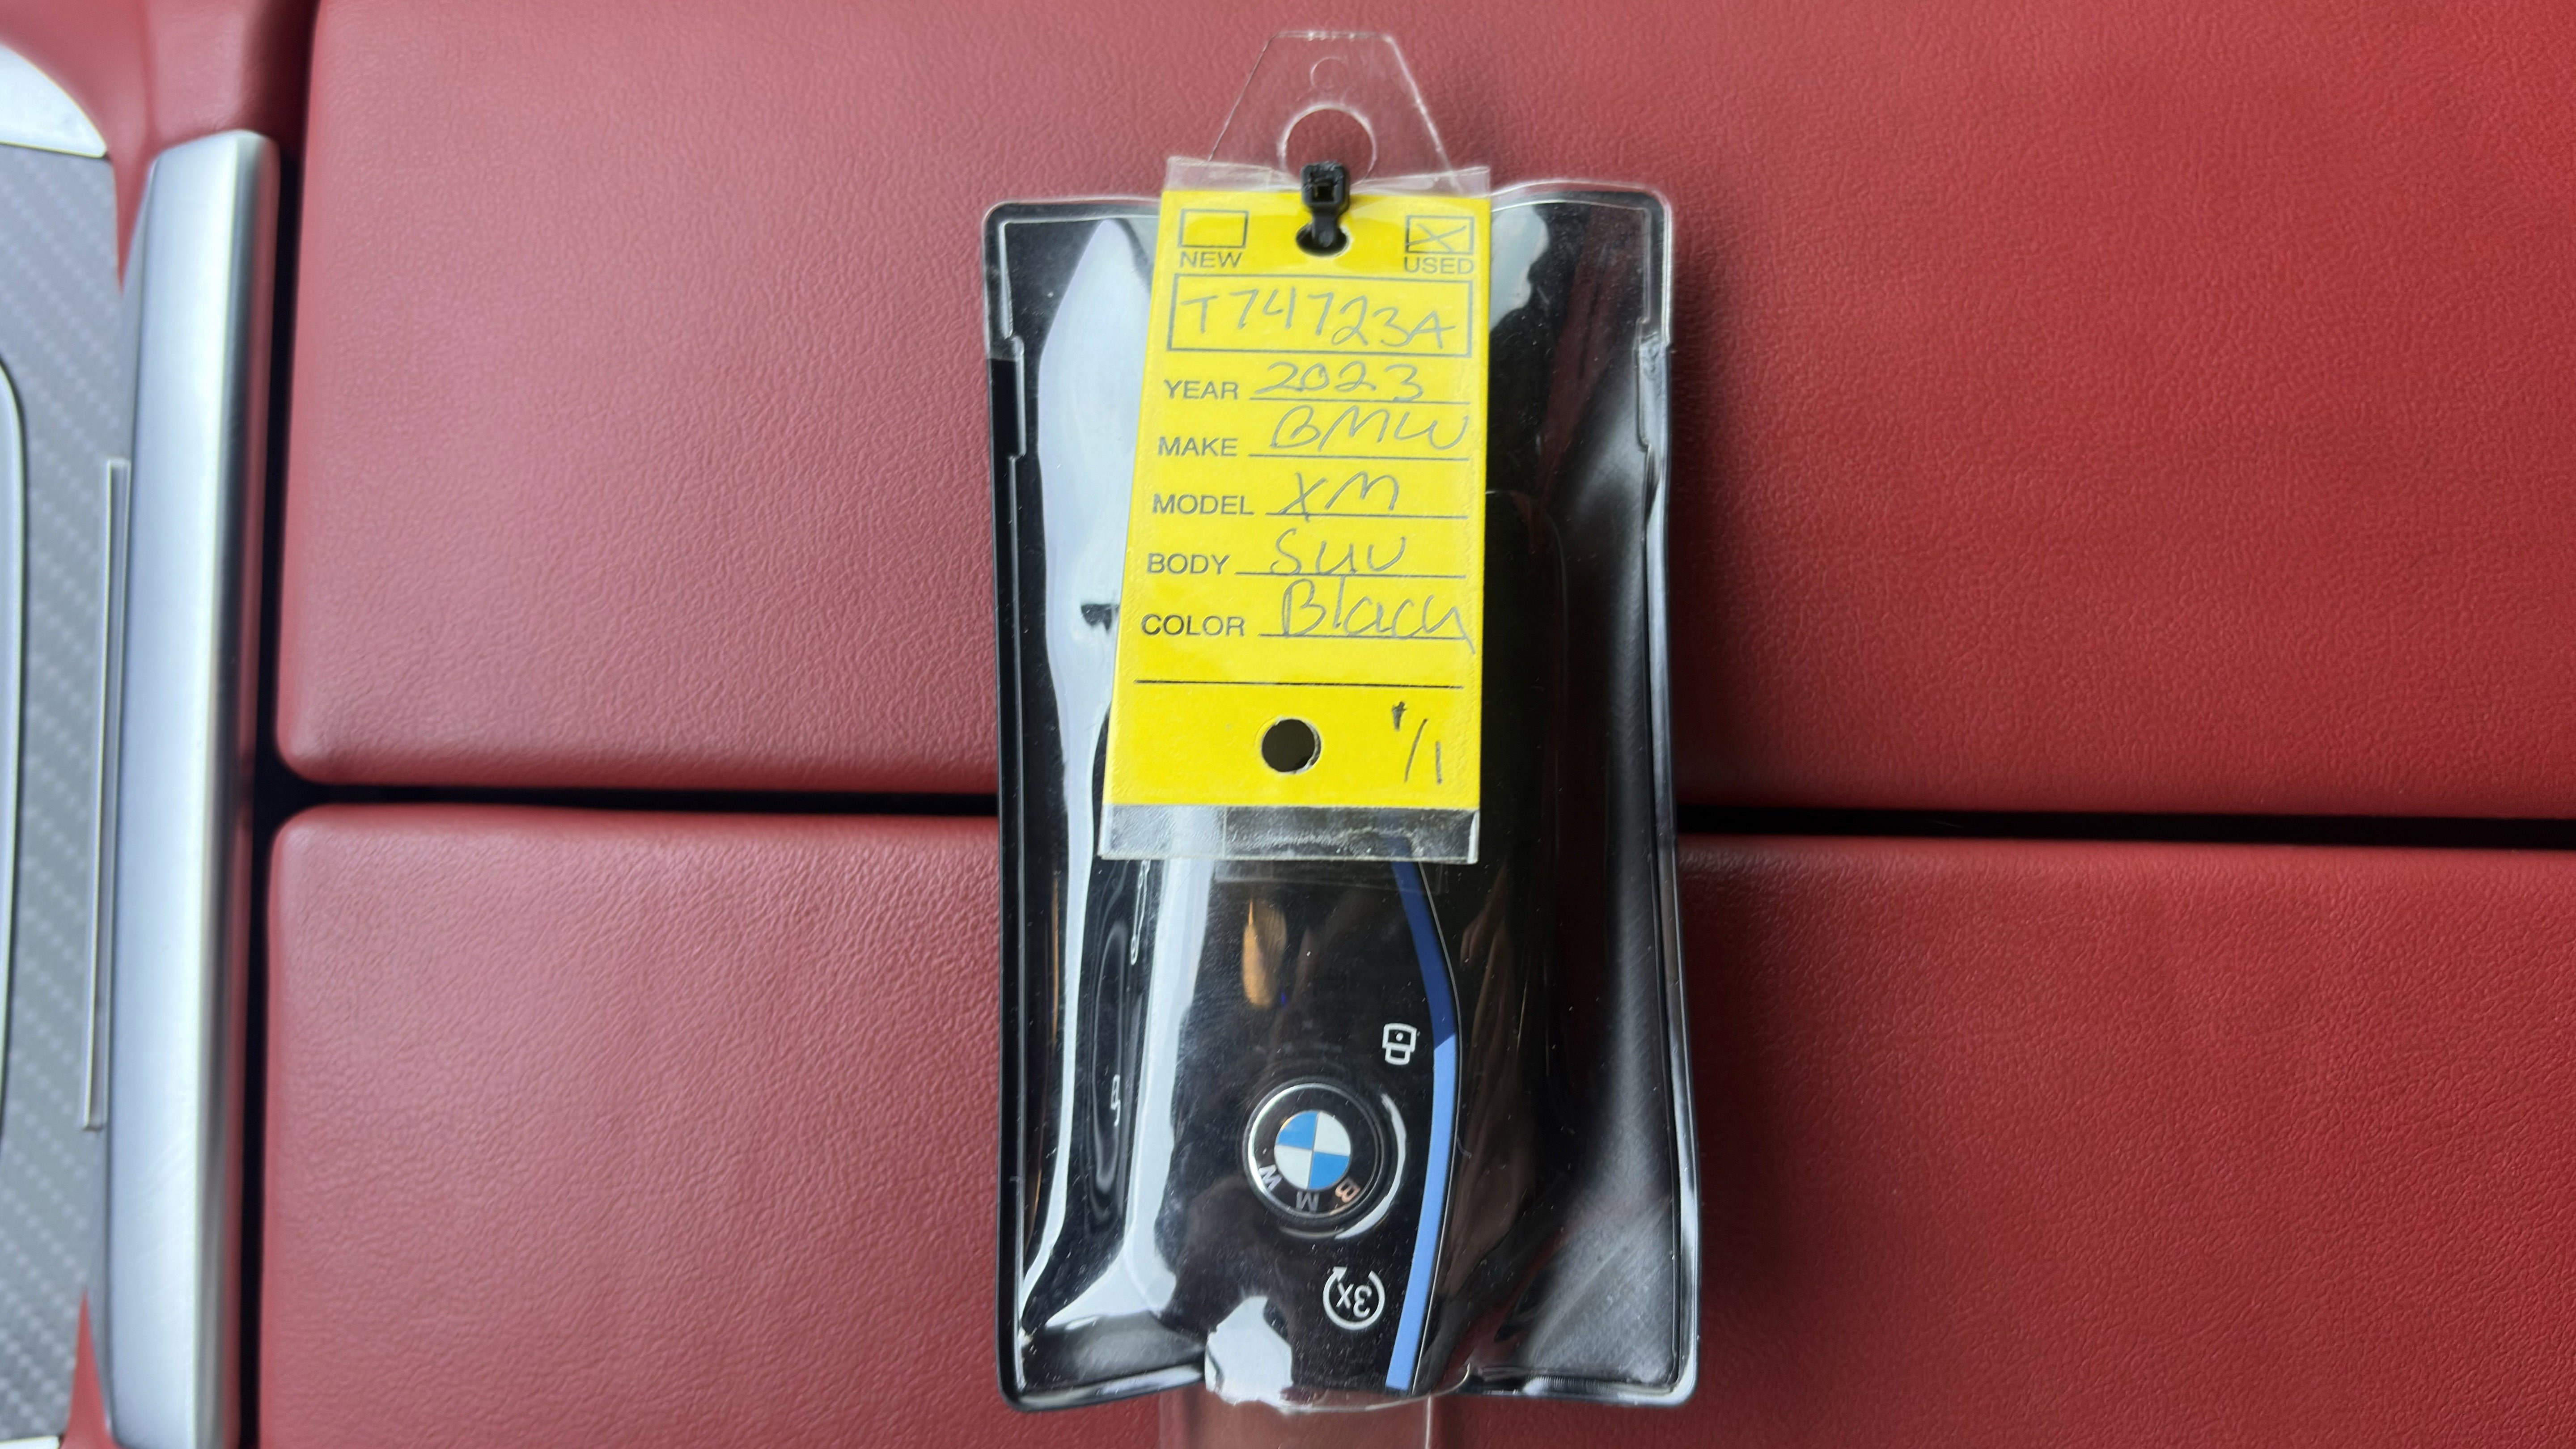 NEW USED
T74723A
YEAR 2023
MAKE BMW
MODEL XM
BODY SUV
COLOR Black
1/1
BMW
3x